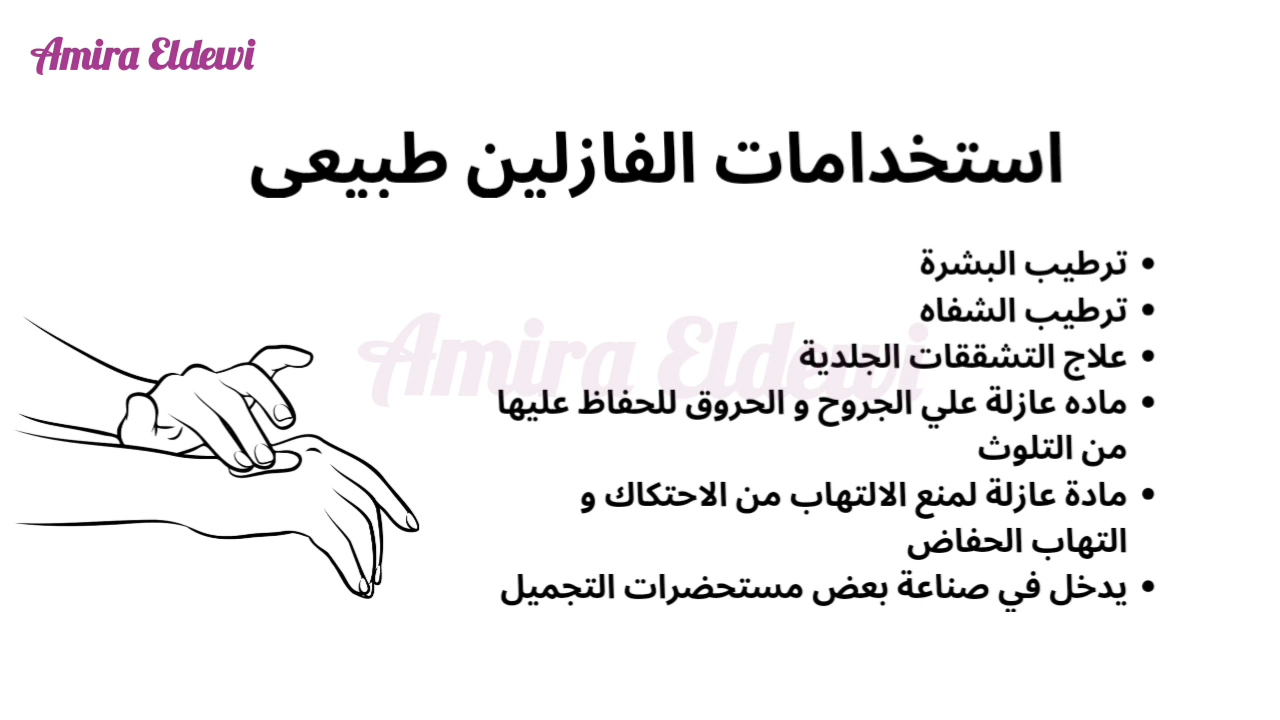 Amira Eldewi
استخدامات الفازلين طبيعى
• ترطيب البشرة
• ترطيب الشفاه
• علاج التشققات الجلدية
• ماده عازلة علي الجروح و الحروق للحفاظ عليها
من التلوث
• مادة عازلة لمنع الالتهاب من الاحتكاك و
التهاب الحفاض
• يدخل في صناعة بعض مستحضرات التجميل
Amira Eldewi